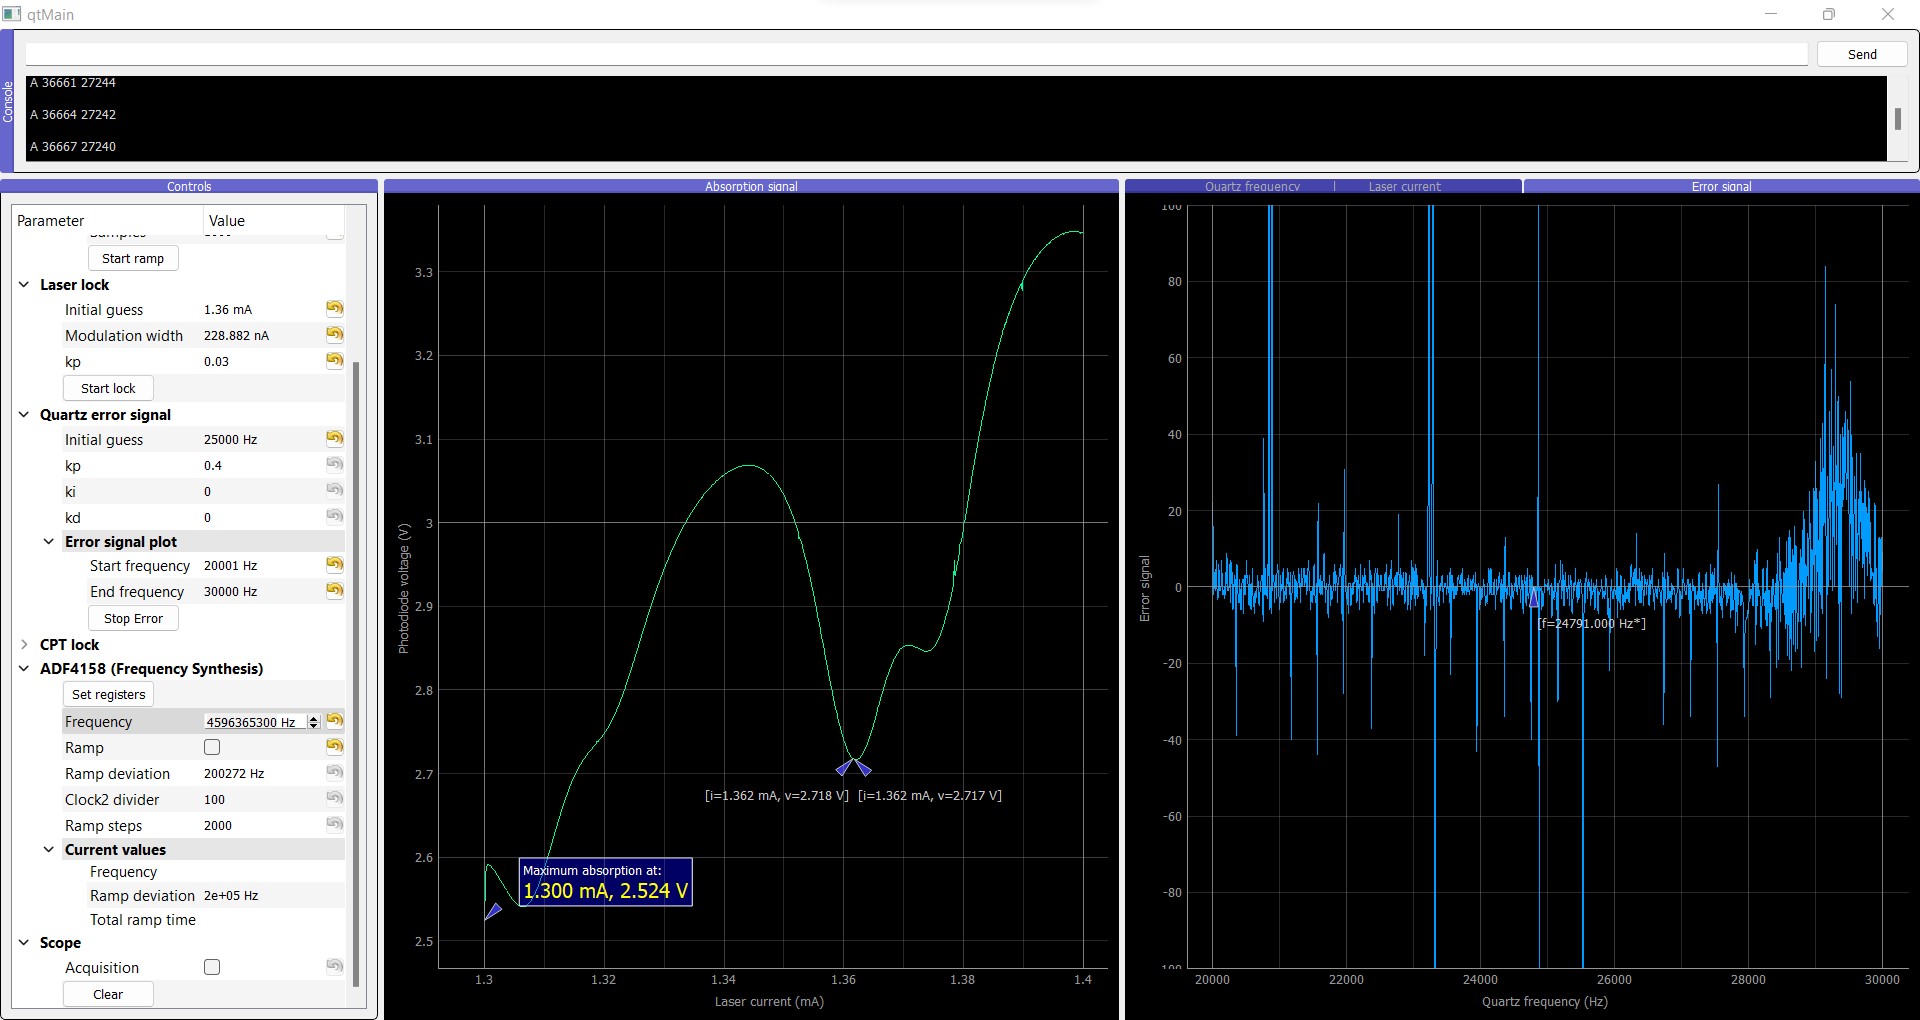 qtMain
Console
Send
A 36661 27244
A 36664 27242
A 36667 27240
Controls
Parameter Value
Start ramp
Laser lock
Initial guess 1.36 mA
Modulation width 228.882 nA
kp 0.03
Start lock
Quartz error signal
Initial guess 25000 Hz
kp 0.4
ki 0
kd 0
Error signal plot
Start frequency 20001 Hz
End frequency 30000 Hz
Stop Error
CPT lock
ADF4158 (Frequency Synthesis)
Set registers
Frequency 4596365300 Hz
Ramp
Ramp deviation 200272 Hz
Clock2 divider 100
Ramp steps 2000
Current values
Frequency
Ramp deviation 2e+05 Hz
Total ramp time
Scope
Acquisition
Clear
Absorption signal
3.3
3.2
3.1
3
2.9
2.8
2.7
2.6
2.5
Photodiode voltage (V)
[i=1.362 mA, v=2.718 V] [i=1.362 mA, v=2.717 V]
Maximum absorption at:
1.300 mA, 2.524 V
1.3 1.32 1.34 1.36 1.38 1.4
Laser current (mA)
Quartz frequency Laser current Error signal
100
80
60
40
20
0
-20
-40
-60
-80
-100
Error signal
[f=24791.000 Hz*]
20000 22000 24000 26000 28000 30000
Quartz frequency (Hz)